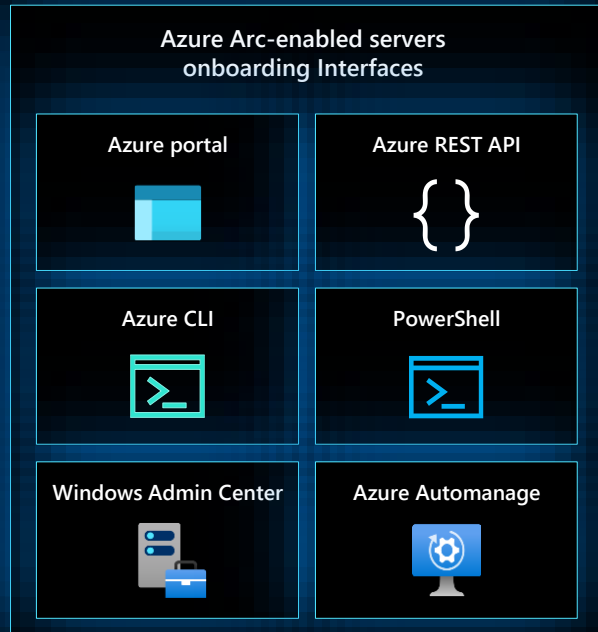 Azure Arc-enabled servers
onboarding Interfaces
Azure portal
Azure REST API
{ }
Azure CLI
PowerShell
>_
>_
Windows Admin Center
Azure Automanage